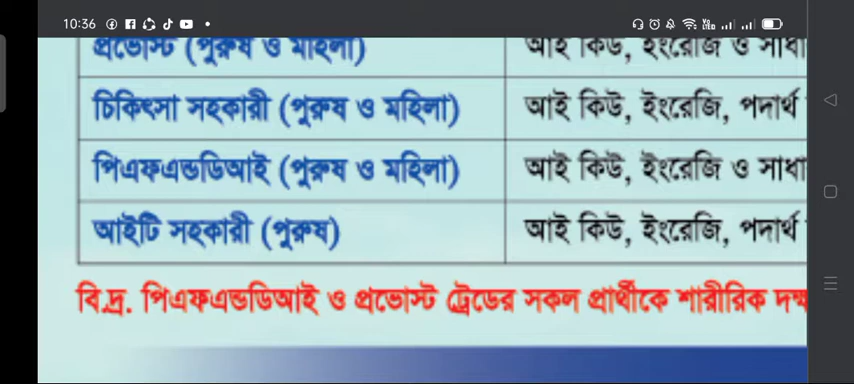 10:36
প্রভোস্ট (পুরুষ ও মহিলা) আই কিউ, ইংরেজি ও
চিকিৎসা সহকারী (পুরুষ ও মহিলা) আই কিউ, ইংরেজি, পদার্থ
পিএফএন্ডডিআই (পুরুষ ও মহিলা) আই কিউ, ইংরেজি ও
আইটি সহকারী (পুরুষ) আই কিউ, ইংরেজি, পদার্থ
বি.দ্র. পিএফএন্ডডিআই ও প্রভোস্ট ট্রেডের সকল প্রার্থীকে শারীরিক